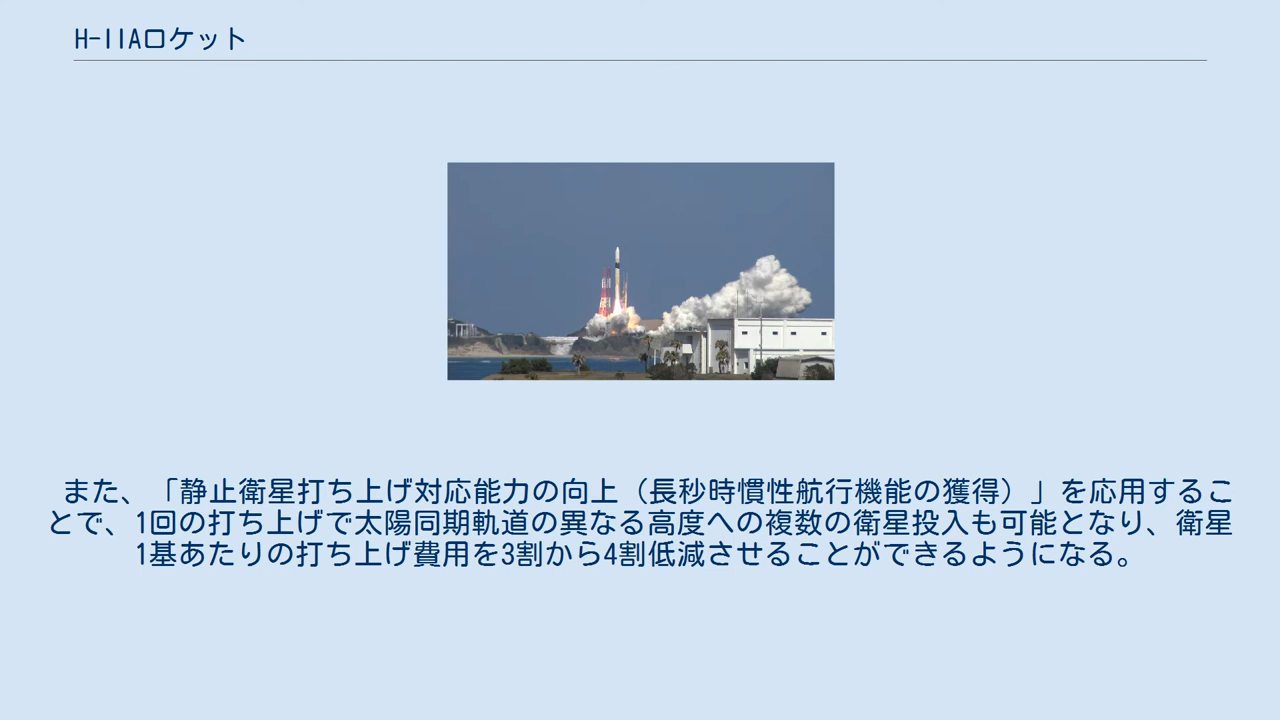 H-IIAロケット
また、「静止衛星打ち上げ対応能力の向上（長秒時慣性航行機能の獲得）」を応用するこ
とで、1回の打ち上げで太陽同期軌道の異なる高度への複数の衛星投入も可能となり、衛星
1基あたりの打ち上げ費用を3割から4割低減させることができるようになる。